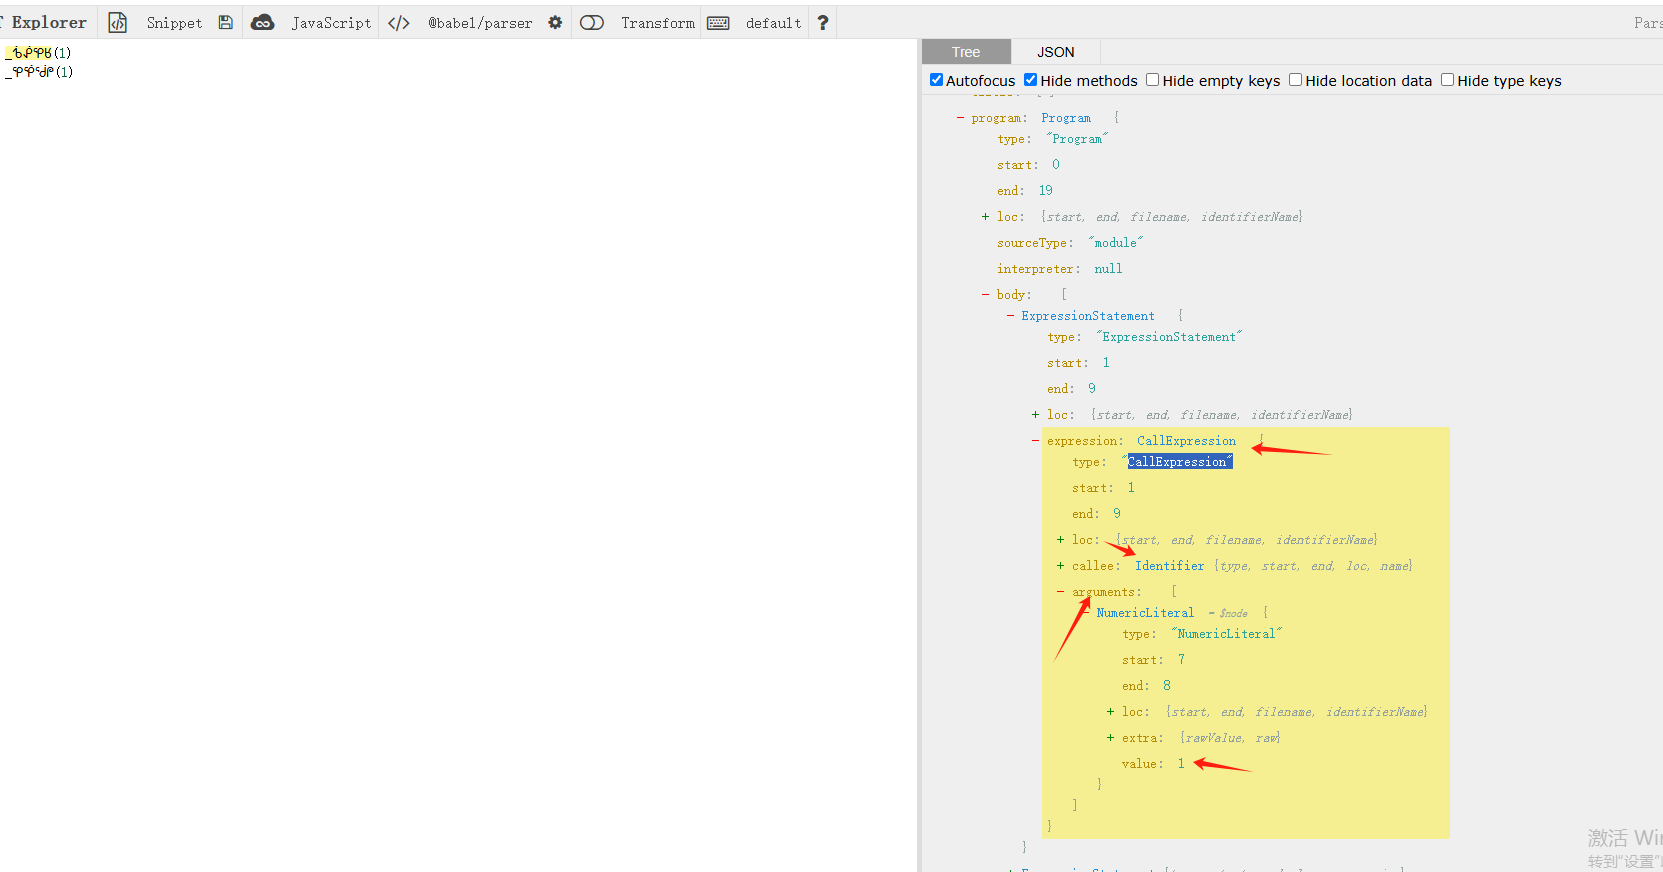 Explorer Snippet JavaScript </> @babel/parser Transform default ? Pars
(1)
(1)
Tree JSON
Autofocus Hide methods Hide empty keys Hide location data Hide type keys
− program: Program {
type: "Program"
start: 0
end: 19
+ loc: {start, end, filename, identifierName}
sourceType: "module"
interpreter: null
− body: [
− ExpressionStatement {
type: "ExpressionStatement"
start: 1
end: 9
+ loc: {start, end, filename, identifierName}
− expression: CallExpression {
type: "CallExpression"
start: 1
end: 9
+ loc: {start, end, filename, identifierName}
+ callee: Identifier {type, start, end, loc, name}
− arguments: [
− NumericLiteral = $node {
type: "NumericLiteral"
start: 7
end: 8
+ loc: {start, end, filename, identifierName}
+ extra: {rawValue, raw}
value: 1
}
]
}
}
激活 Wi
转到"设置"